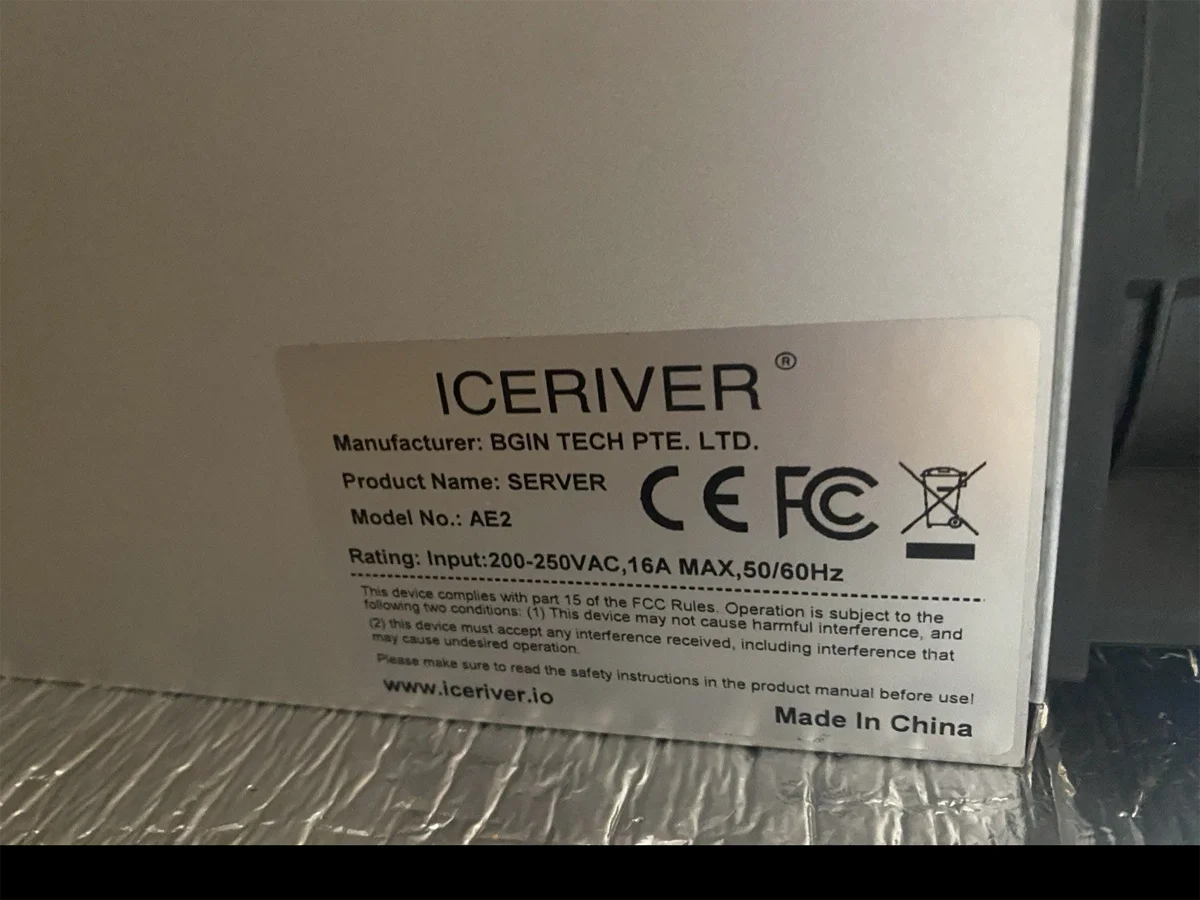 ICERIVER ®
Manufacturer: BGIN TECH PTE. LTD.
Product Name: SERVER
Model No.: AE2
CE FC
Rating: Input:200-250VAC,16A MAX,50/60Hz
This device complies with part 15 of the FCC Rules. Operation is subject to the
following two conditions: (1) This device may not cause harmful interference, and
(2) this device must accept any interference received, including interference that
may cause undesired operation.
Please make sure to read the safety instructions in the product manual before use!
www.iceriver.io
Made In China